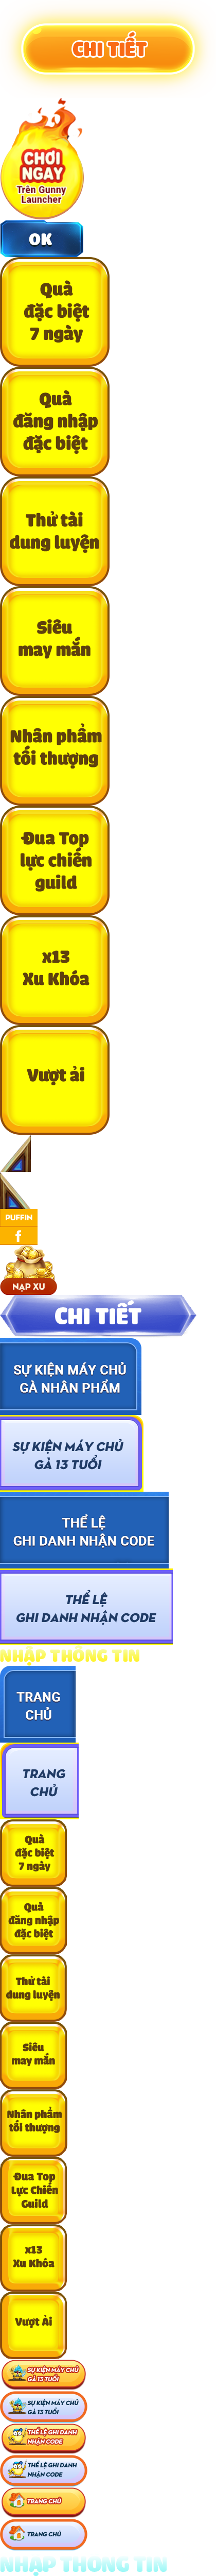 CHI TIẾT
CHƠI
NGAY
Trên Gunny
Launcher
OK
Quà
đặc biệt
7 ngày
Quà
đăng nhập
đặc biệt
Thử tài
dung luyện
Siêu
may mắn
Nhân phẩm
tối thượng
Đua Top
lực chiến
guild
x13
Xu Khóa
Vượt ải
PUFFIN
f
NẠP XU
CHI TIẾT
SỰ KIỆN MÁY CHỦ
GÀ NHÂN PHẨM
SỰ KIỆN MÁY CHỦ
GÀ 13 TUỔI
THỂ LỆ
GHI DANH NHẬN CODE
THỂ LỆ
GHI DANH NHẬN CODE
NHẬP THÔNG TIN
TRANG
CHỦ
TRANG
CHỦ
Quà
đặc biệt
7 ngày
Quà
đăng nhập
đặc biệt
Thử tài
dung luyện
Siêu
may mắn
Nhân phẩm
tối thượng
Đua Top
Lực Chiến
Guild
x13
Xu Khóa
Vượt Ải
SỰ KIỆN MÁY CHỦ
GÀ 13 TUỔI
SỰ KIỆN MÁY CHỦ
GÀ 13 TUỔI
THỂ LỆ GHI DANH
NHẬN CODE
THỂ LỆ GHI DANH
NHẬN CODE
TRANG CHỦ
TRANG CHỦ
NHẬP THÔNG TIN